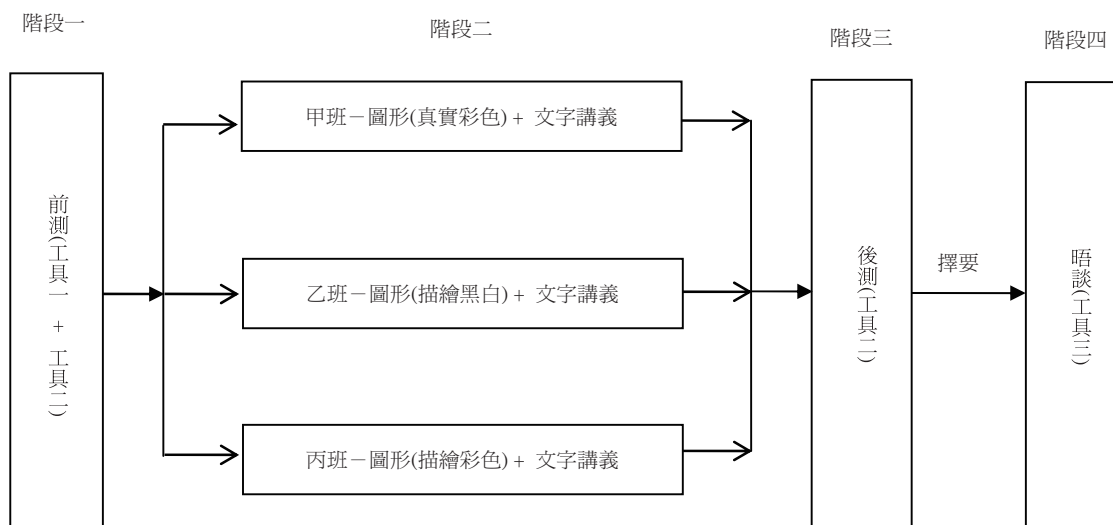 階段一
階段二
階段三
階段四
前測(工具一 + 工具二)
甲班－圖形(真實彩色) + 文字講義
乙班－圖形(描繪黑白) + 文字講義
丙班－圖形(描繪彩色) + 文字講義
後測(工具二)
擇要
晤談(工具三)